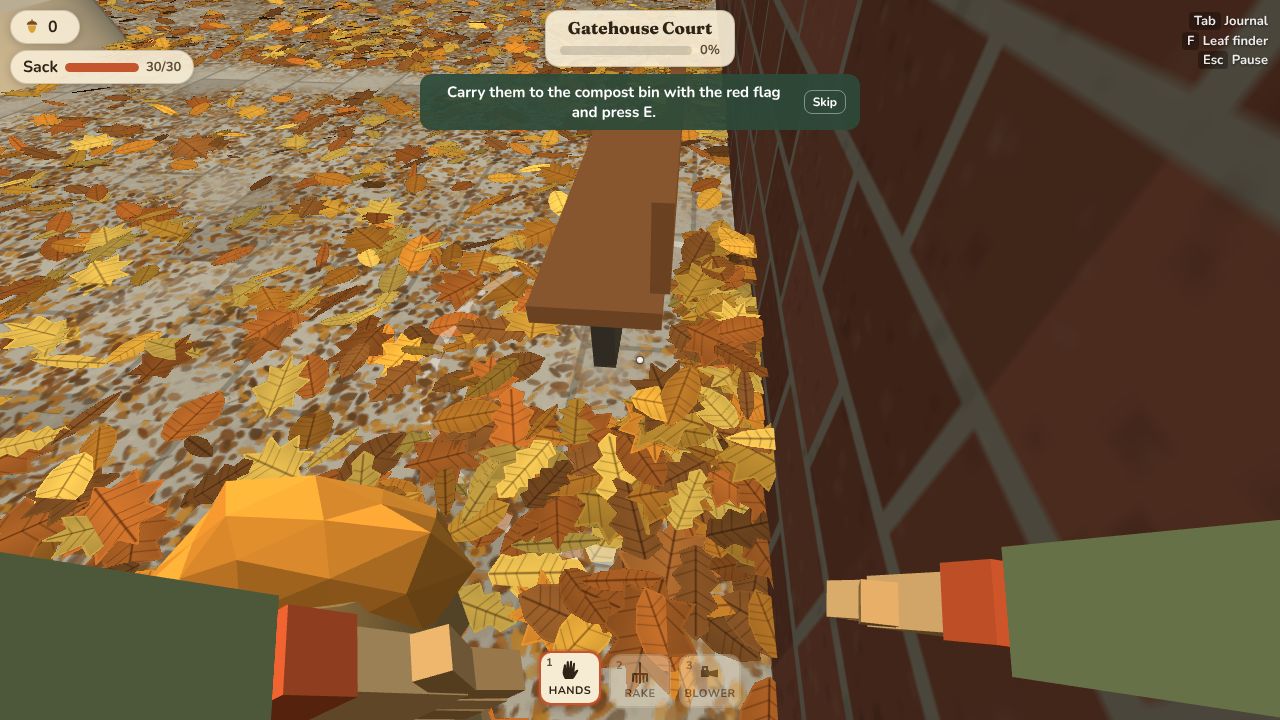 0
Sack 30/30
Gatehouse Court
0%
Carry them to the compost bin with the red flag
and press E.
Skip
Tab Journal
F Leaf finder
Esc Pause
1
HANDS
2
RAKE
3
BLOWER